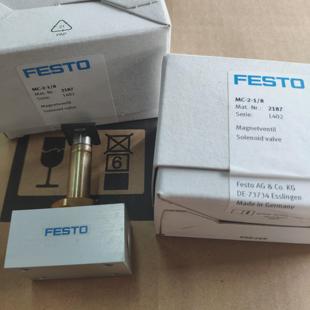 21
PAP
FESTO
MC-2-1/8
Mat. Nr. 2187
Serie: 1402
Magnetventil
Solenoid valve
FESTO
MC-2-1/8
Mat. Nr. 2187
Serie: 1402
Magnetventil
Solenoid valve
Festo AG & Co. KG
DE-73734 Esslingen
Made in Germany
6
FESTO